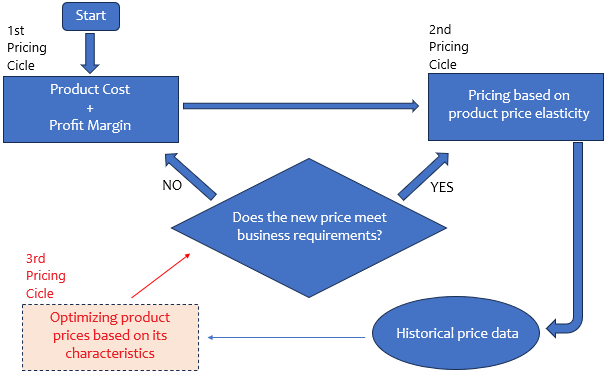 Start
1st
Pricing
Cicle
Product Cost
+
Profit Margin
2nd
Pricing
Cicle
Pricing based on
product price elasticity
NO
YES
Does the new price meet
business requirements?
3rd
Pricing
Cicle
Optimizing product
prices based on its
characteristics
Historical price data